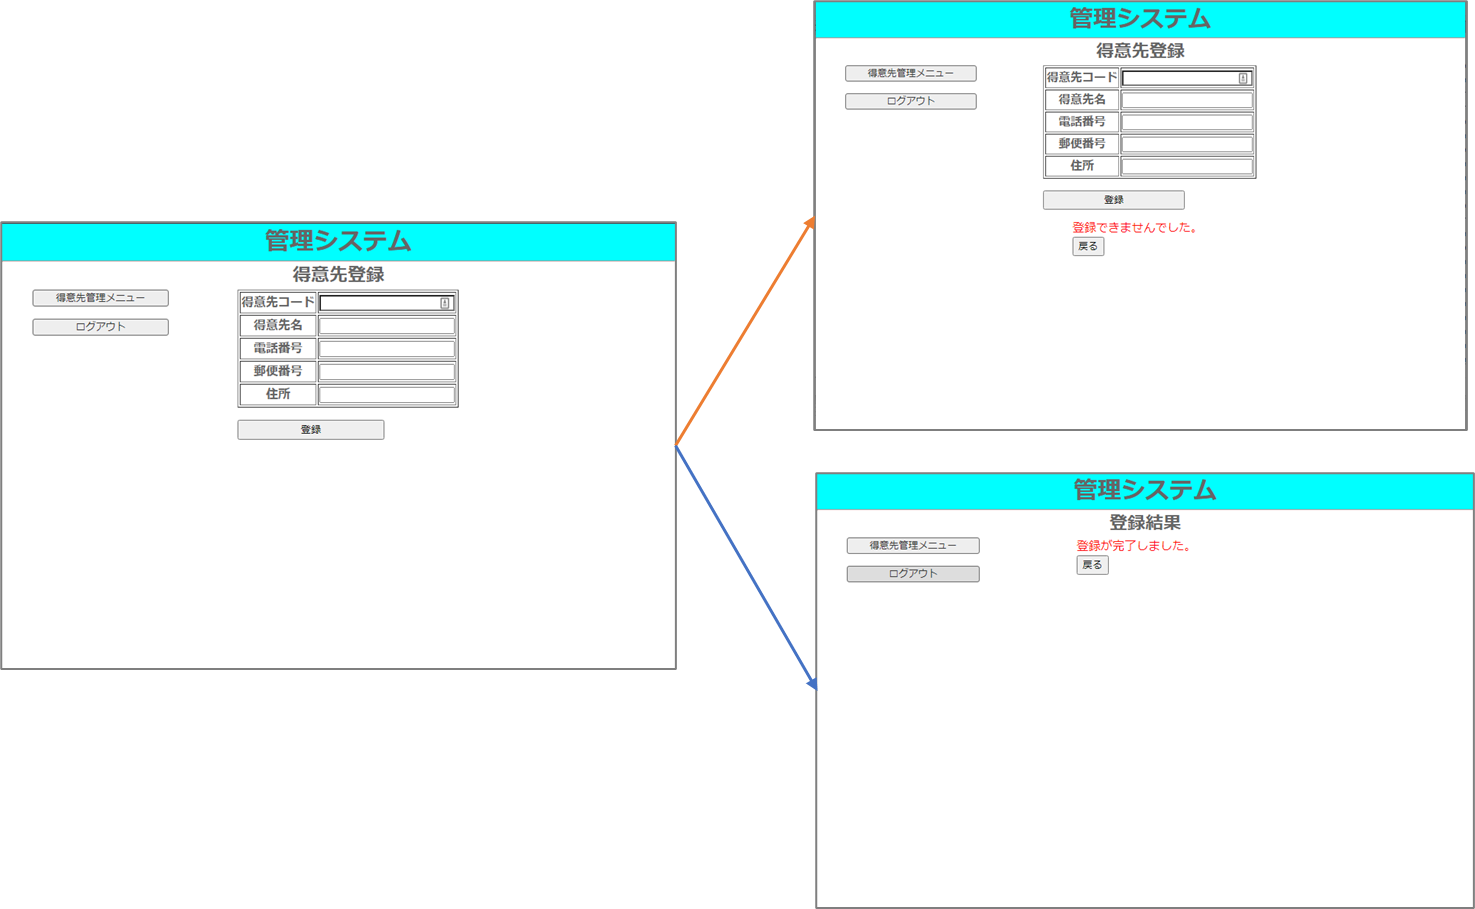 管理システム
得意先登録
得意先管理メニュー
ログアウト
得意先コード
得意先名
電話番号
郵便番号
住所
登録
管理システム
得意先登録
得意先管理メニュー
ログアウト
得意先コード
得意先名
電話番号
郵便番号
住所
登録
登録できませんでした。
戻る
管理システム
登録結果
得意先管理メニュー
ログアウト
登録が完了しました。
戻る